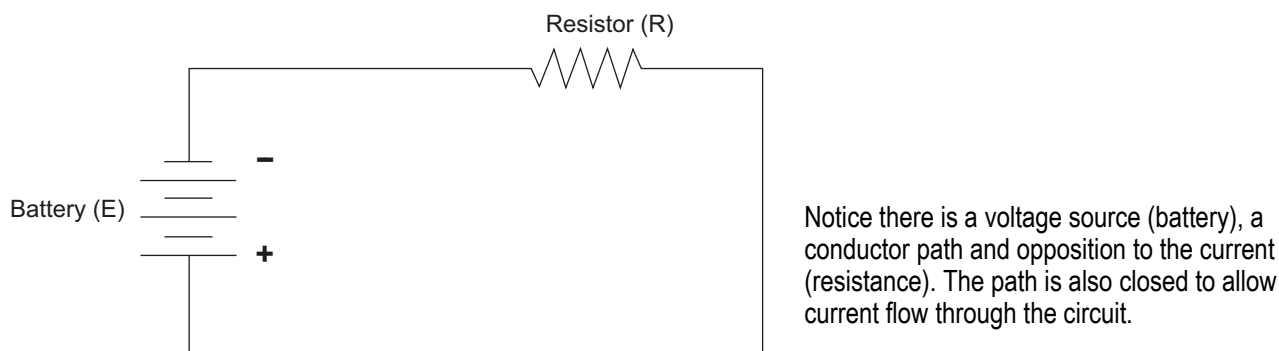 Resistor (R)
–
Battery (E)
+
Notice there is a voltage source (battery), a
conductor path and opposition to the current
(resistance). The path is also closed to allow
current flow through the circuit.